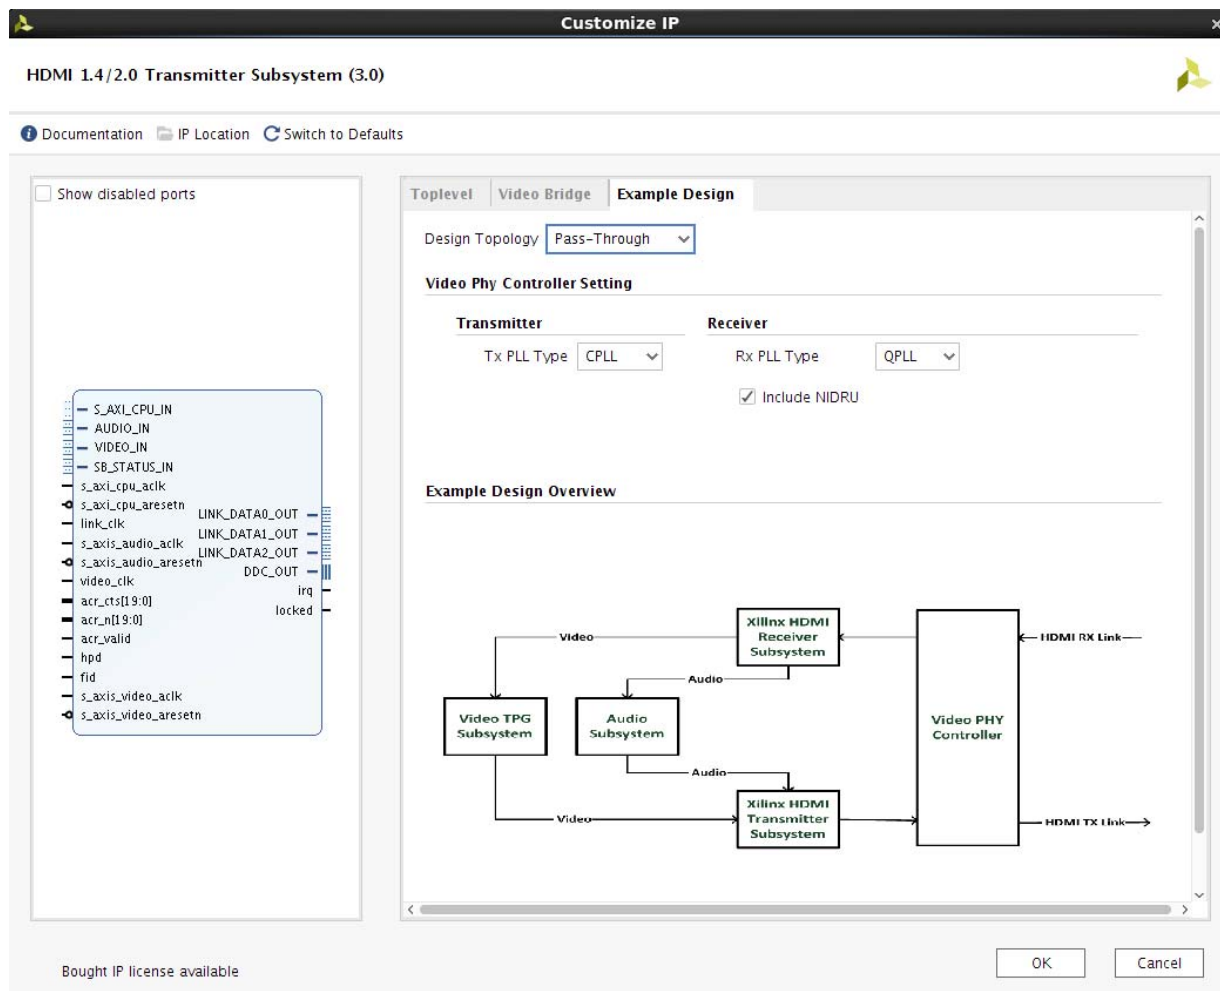 Customize IP
HDMI 1.4/2.0 Transmitter Subsystem (3.0)
Documentation IP Location Switch to Defaults
Show disabled ports
S_AXI_CPU_IN
AUDIO_IN
VIDEO_IN
SB_STATUS_IN
s_axi_cpu_aclk
s_axi_cpu_aresetn
link_clk
s_axis_audio_aclk
s_axis_audio_aresetn
video_clk
acr_cts[19:0]
acr_n[19:0]
acr_valid
hpd
fid
s_axis_video_aclk
s_axis_video_aresetn
LINK_DATA0_OUT
LINK_DATA1_OUT
LINK_DATA2_OUT
DDC_OUT
irq
locked
Toplevel Video Bridge Example Design
Design Topology Pass-Through
Video Phy Controller Setting
Transmitter
Tx PLL Type CPLL
Receiver
Rx PLL Type QPLL
Include NIDRU
Example Design Overview
Xilinx HDMI
Receiver
Subsystem
Video
HDMI RX Link
Audio
Video TPG
Subsystem
Audio
Subsystem
Video PHY
Controller
Audio
Xilinx HDMI
Transmitter
Subsystem
Video
HDMI TX Link
Bought IP license available
OK Cancel